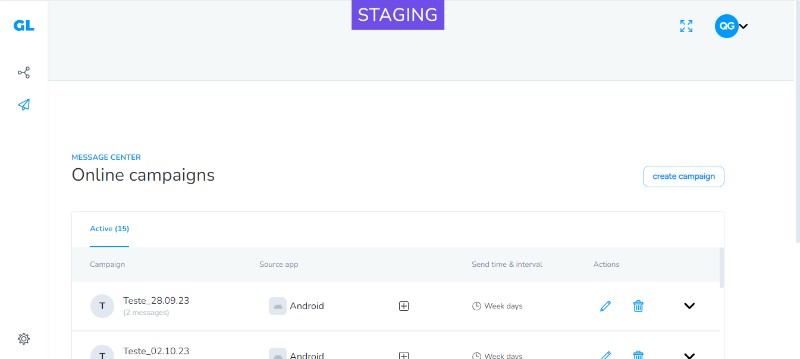 STAGING
GL
QG
MESSAGE CENTER
Online campaigns
create campaign
Active (15)
Campaign Source app Send time & interval Actions
T Teste_28.09.23 Android Week days
(2 messages)
T Teste_02.10.23 Android Week days